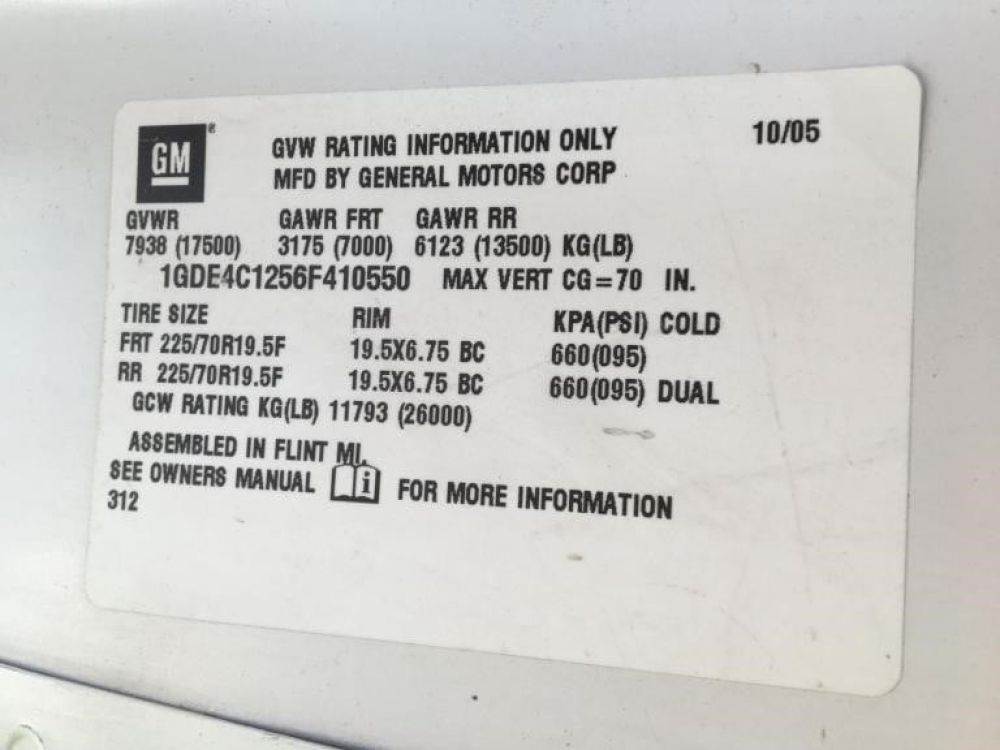 GM® GVW RATING INFORMATION ONLY 10/05
MFD BY GENERAL MOTORS CORP
GVWR GAWR FRT GAWR RR
7938 (17500) 3175 (7000) 6123 (13500) KG(LB)
1GDE4C1256F410550 MAX VERT CG=70 IN.
TIRE SIZE RIM KPA(PSI) COLD
FRT 225/70R19.5F 19.5X6.75 BC 660(095)
RR 225/70R19.5F 19.5X6.75 BC 660(095) DUAL
GCW RATING KG(LB) 11793 (26000)
ASSEMBLED IN FLINT MI.
SEE OWNERS MANUAL i FOR MORE INFORMATION
312